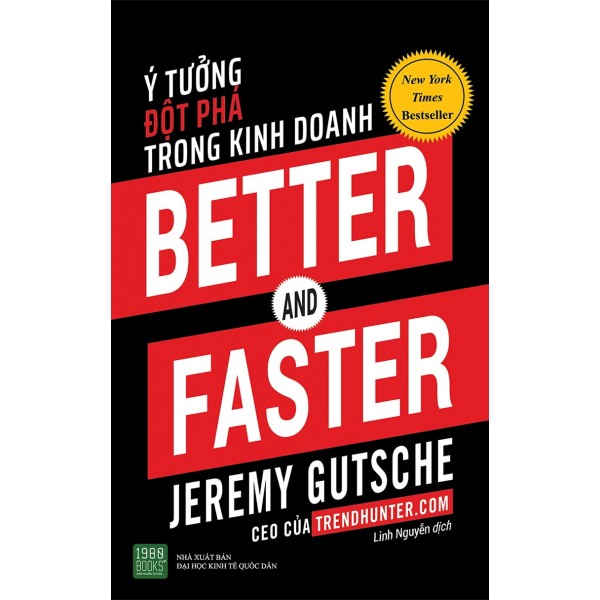 Ý TƯỞNG
ĐỘT PHÁ
TRONG KINH DOANH
New York
Times
Bestseller
BETTER
AND
FASTER
JEREMY GUTSCHE
CEO CỦA TRENDHUNTER.COM
Linh Nguyễn dịch
1980
BOOKS
NHÀ XUẤT BẢN
ĐẠI HỌC KINH TẾ QUỐC DÂN